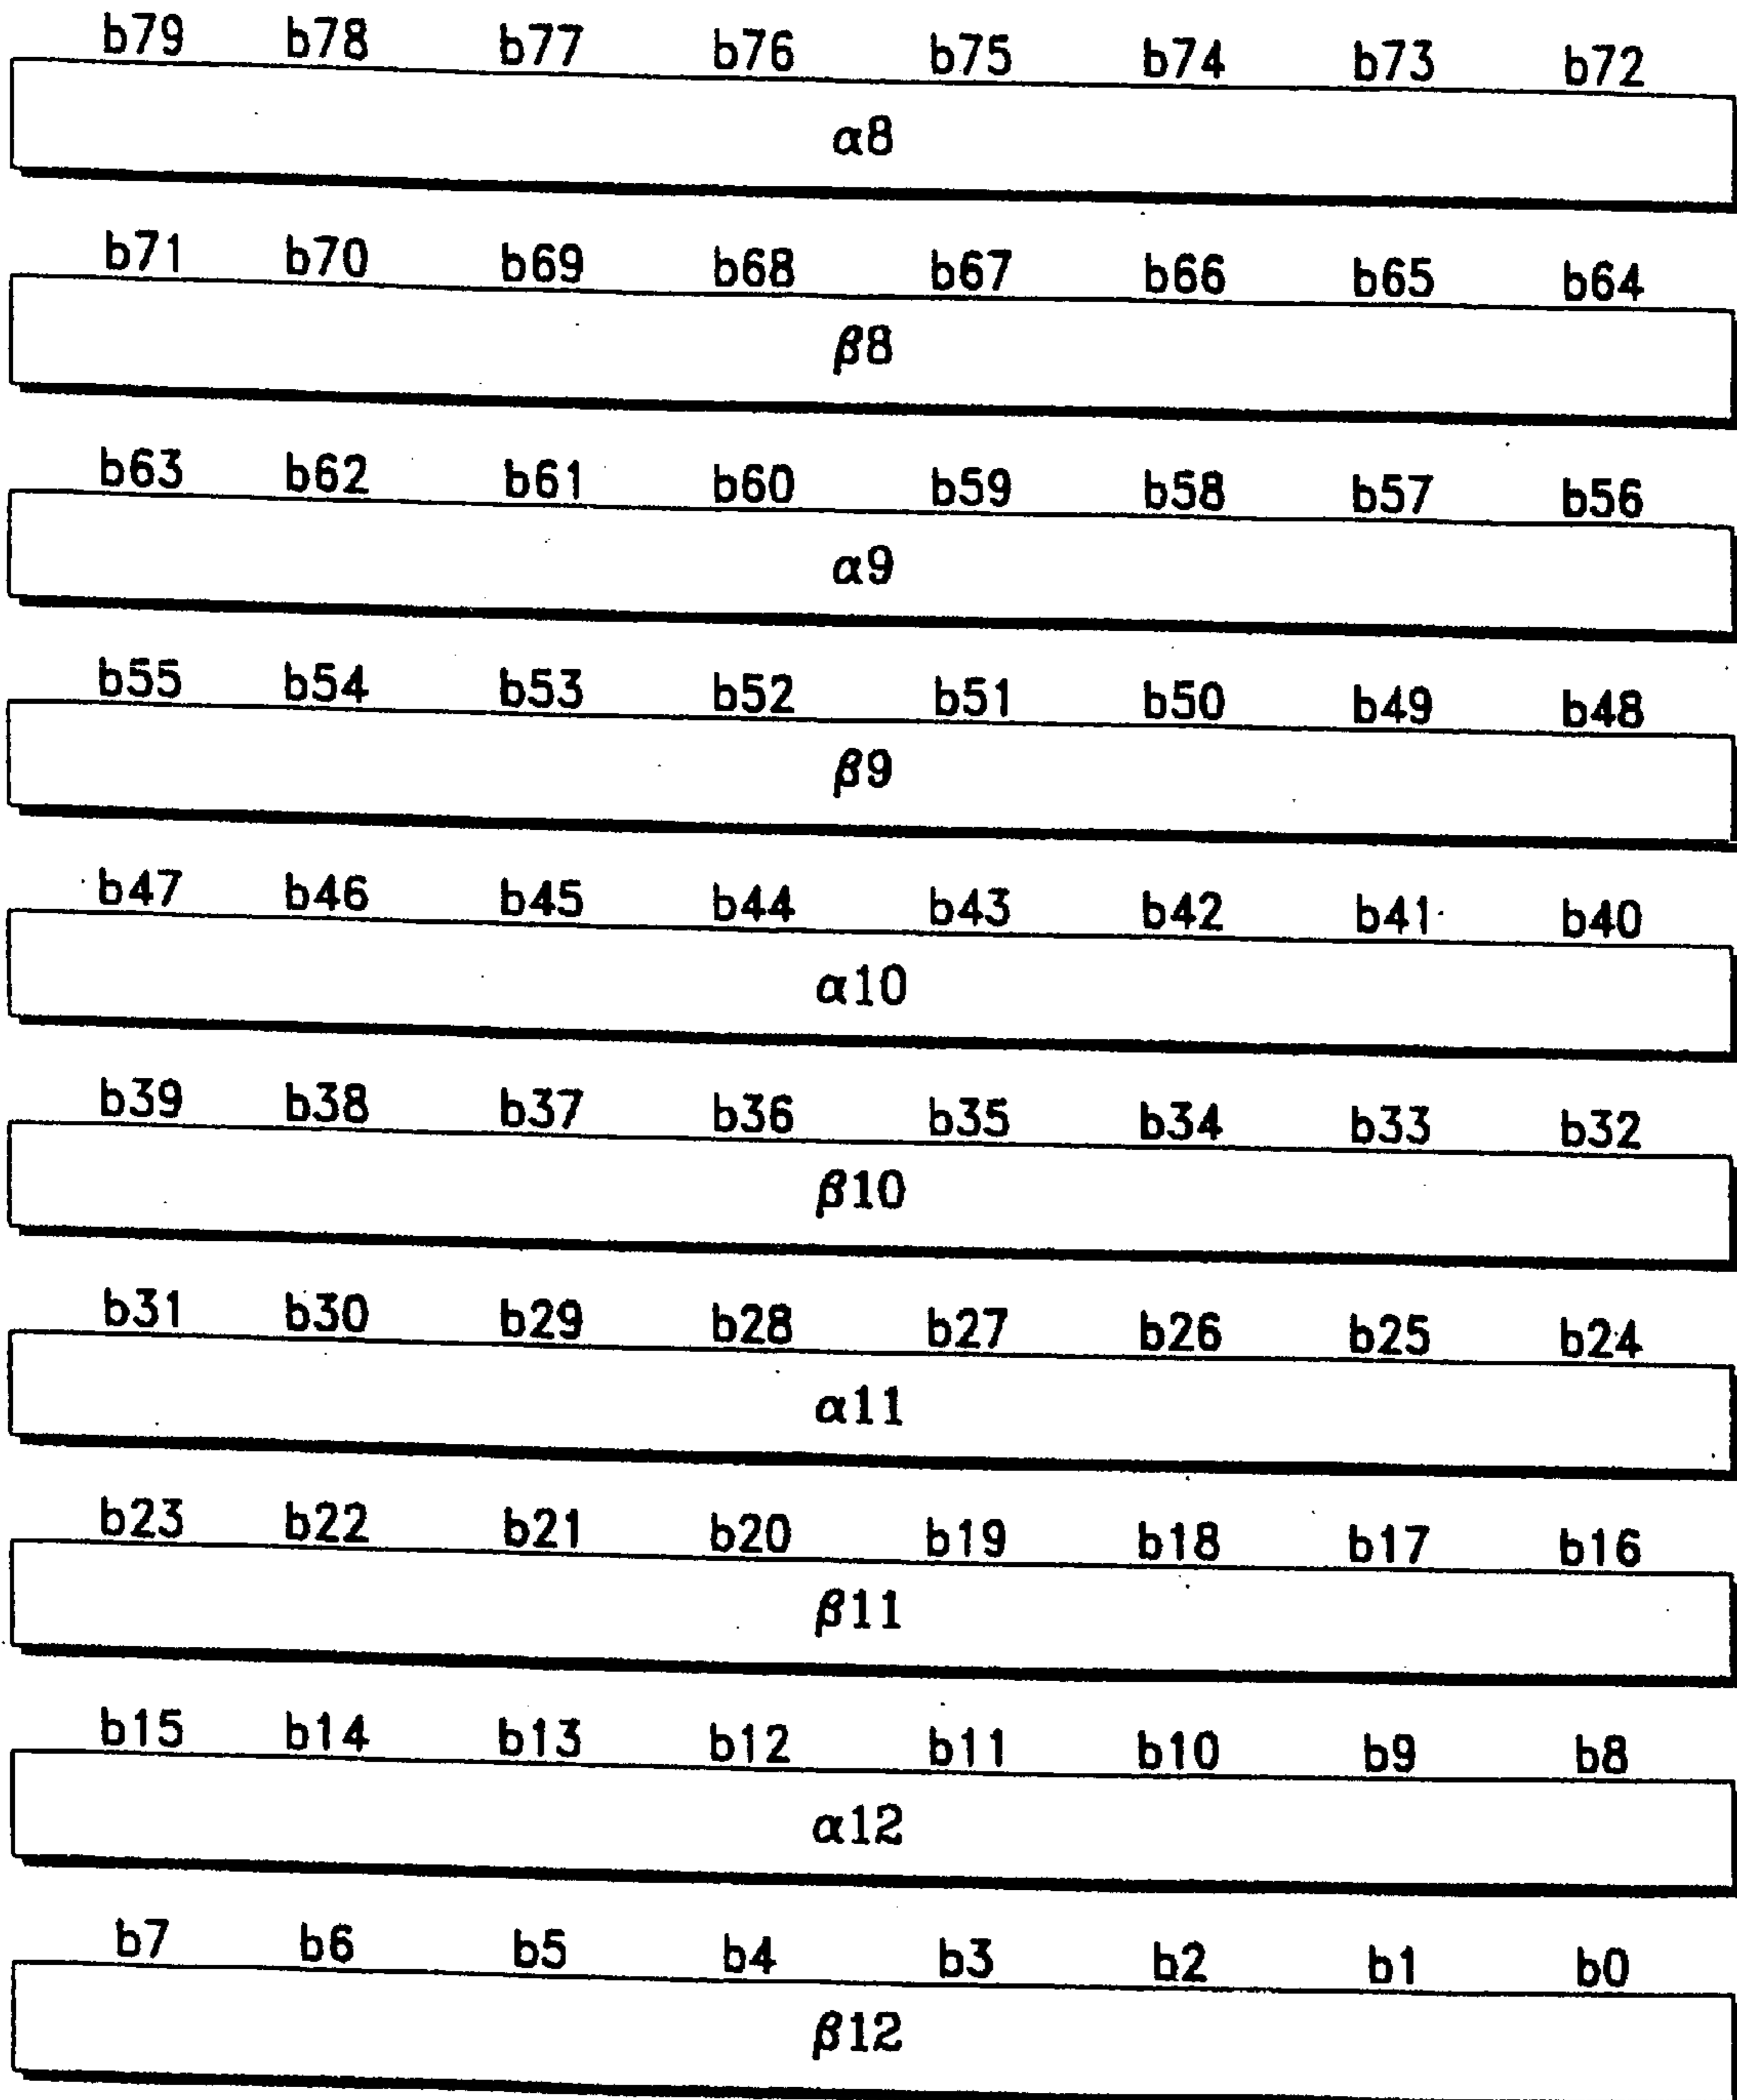 b79 b78 b77 b76 b75 b74 b73 b72
α8
b71 b70 b69 b68 b67 b66 b65 b64
β8
b63 b62 b61 b60 b59 b58 b57 b56
α9
b55 b54 b53 b52 b51 b50 b49 b48
β9
b47 b46 b45 b44 b43 b42 b41 b40
α10
b39 b38 b37 b36 b35 b34 b33 b32
β10
b31 b30 b29 b28 b27 b26 b25 b24
α11
b23 b22 b21 b20 b19 b18 b17 b16
β11
b15 b14 b13 b12 b11 b10 b9 b8
α12
b7 b6 b5 b4 b3 b2 b1 b0
β12